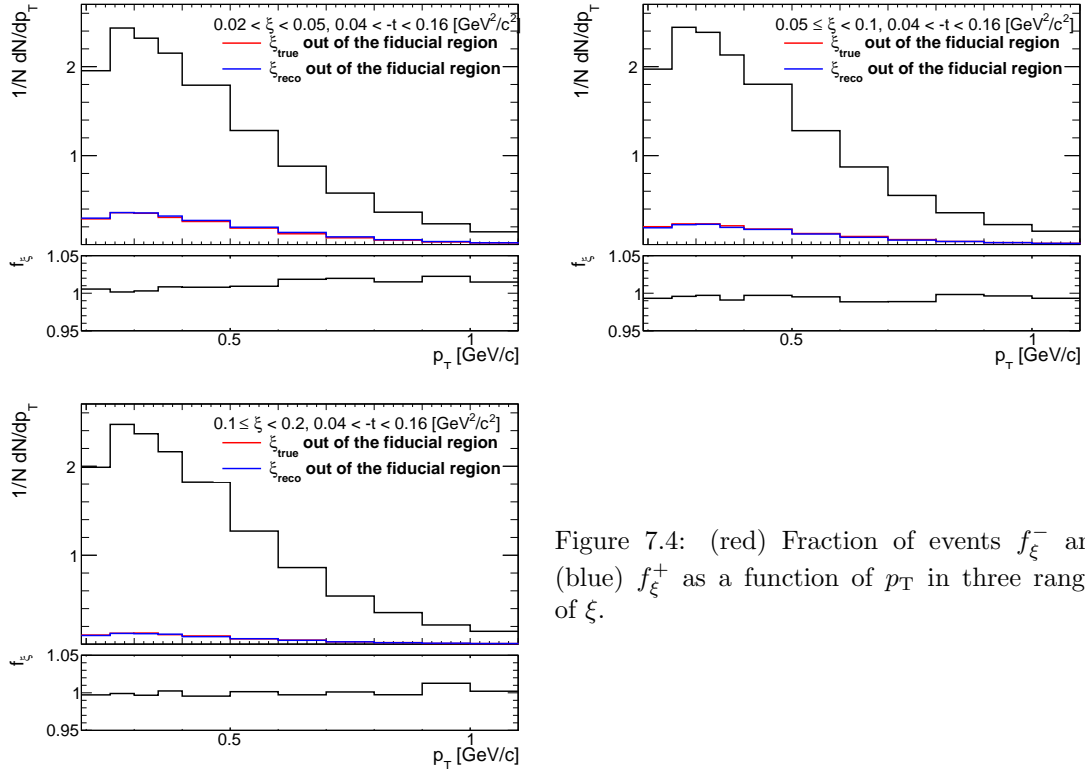 0.02 < ξ < 0.05, 0.04 < -t < 0.16 [GeV²/c²]
ξ_true out of the fiducial region
ξ_reco out of the fiducial region
1/N dN/dp_T
2
1
f_ξ
1.05
1
0.95
0.5
1
p_T [GeV/c]
0.05 ≤ ξ < 0.1, 0.04 < -t < 0.16 [GeV²/c²]
ξ_true out of the fiducial region
ξ_reco out of the fiducial region
1/N dN/dp_T
2
1
f_ξ
1.05
1
0.95
0.5
1
p_T [GeV/c]
0.1 ≤ ξ < 0.2, 0.04 < -t < 0.16 [GeV²/c²]
ξ_true out of the fiducial region
ξ_reco out of the fiducial region
1/N dN/dp_T
2
1
f_ξ
1.05
1
0.95
0.5
1
p_T [GeV/c]
Figure 7.4: (red) Fraction of events f_ξ^- an
(blue) f_ξ^+ as a function of p_T in three rang
of ξ.